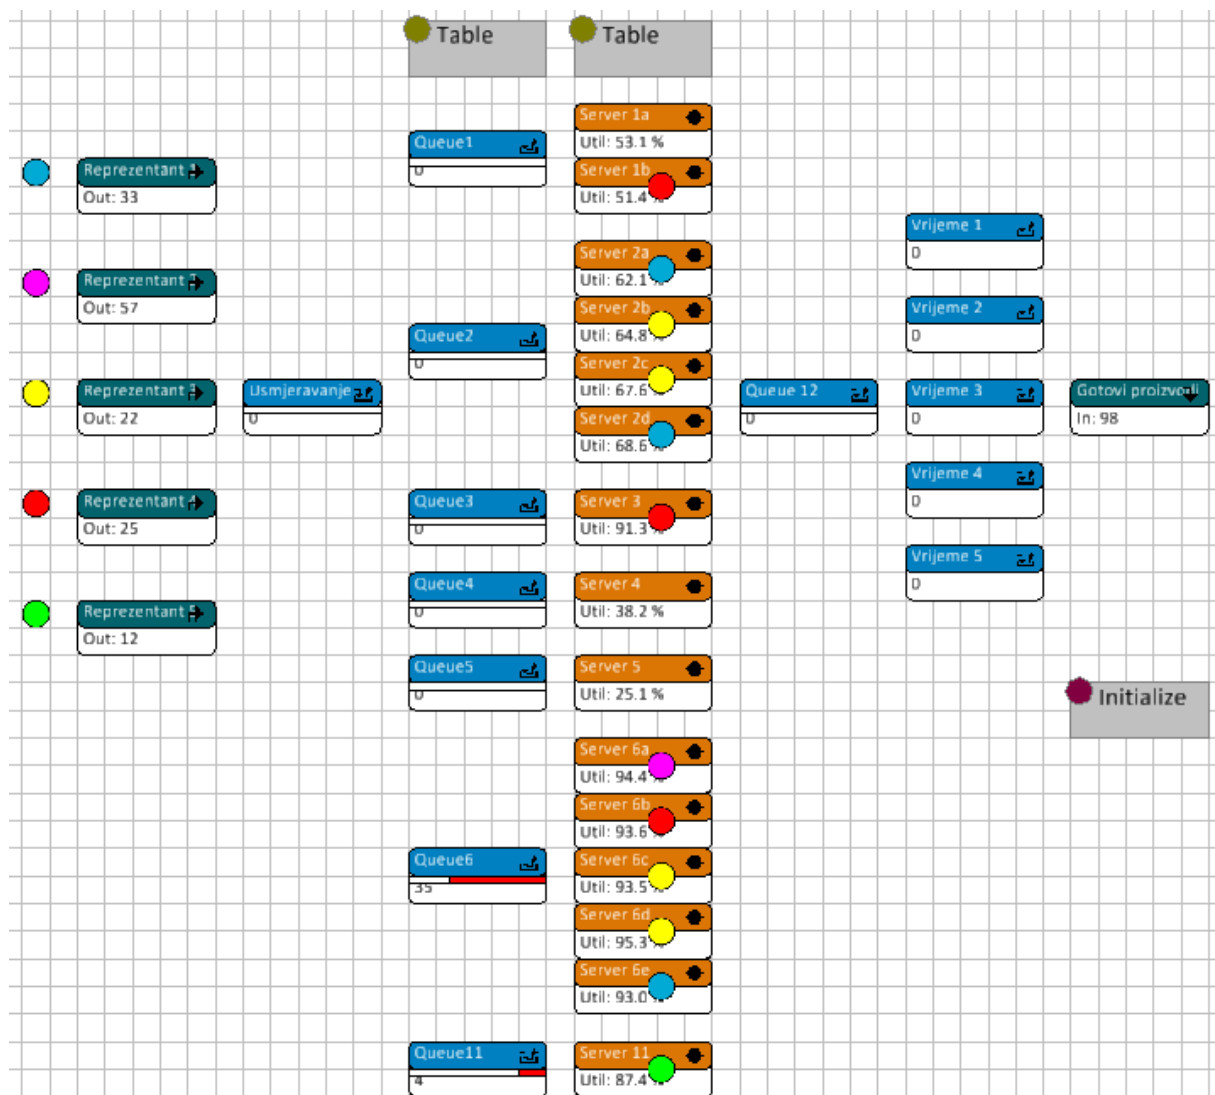 Table
Table
Server 1a
Util: 53.1 %
Queue1
0
Server 1b
Util: 51.4 %
Reprezentant 1
Out: 33
Vrijeme 1
0
Server 2a
Util: 62.1 %
Reprezentant
Out: 57
Server 2b
Util: 64.8 %
Vrijeme 2
0
Queue2
0
Server 2c
Util: 67.6 %
Reprezentant
Out: 22
Usmjeravanje
0
Queue 12
0
Vrijeme 3
0
Gotovi proizvodi
In: 98
Server 2d
Util: 68.6 %
Vrijeme 4
0
Reprezentant 4
Out: 25
Queue3
0
Server 3
Util: 91.3 %
Vrijeme 5
0
Queue4
0
Server 4
Util: 38.2 %
Reprezentant
Out: 12
Queue5
0
Server 5
Util: 25.1 %
Initialize
Server 6a
Util: 94.4 %
Server 6b
Util: 93.6 %
Queue6
35
Server 6c
Util: 93.5 %
Server 6d
Util: 95.3 %
Server 6e
Util: 93.0 %
Queue11
4
Server 11
Util: 87.4 %